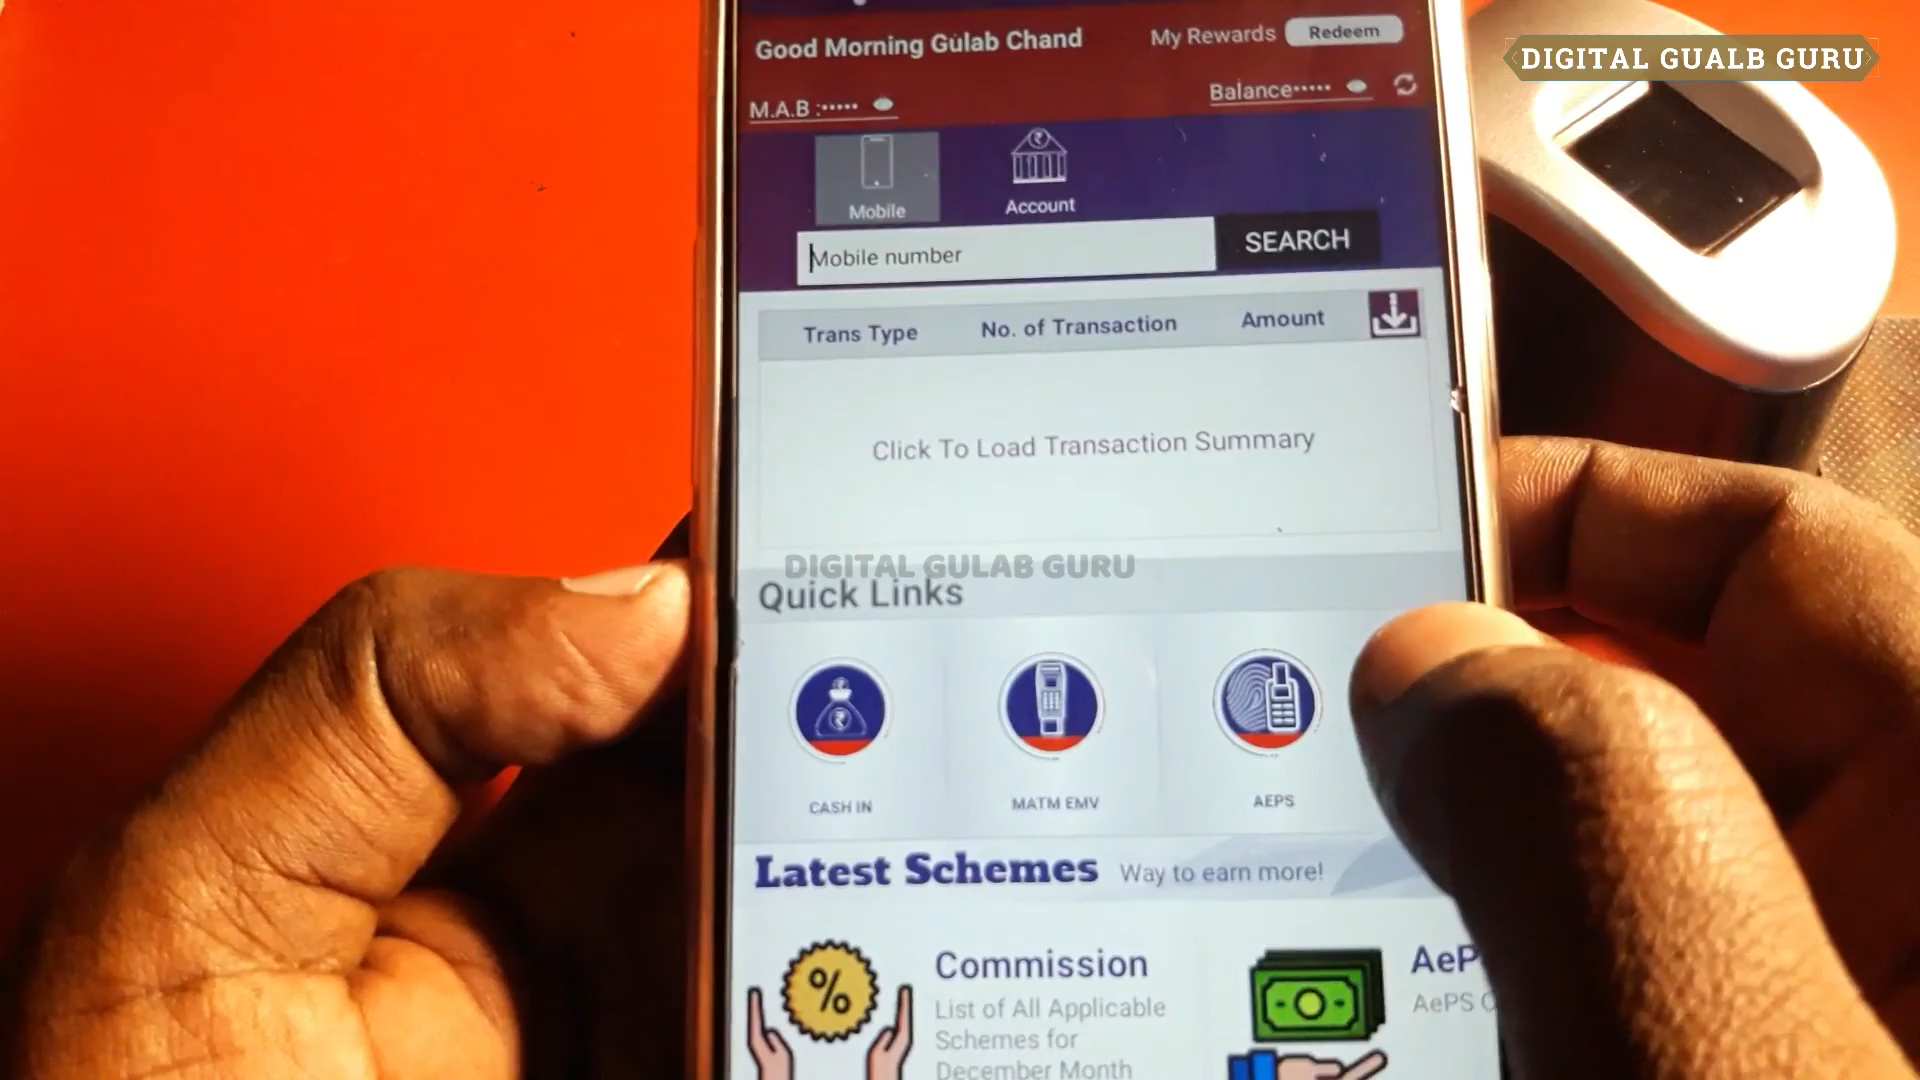 DIGITAL GUALB GURU
Good Morning Gulab Chand
My Rewards Redeem
M.A.B :•••••
Balance•••••
Mobile
Account
Mobile number
SEARCH
Trans Type No. of Transaction Amount
Click To Load Transaction Summary
DIGITAL GULAB GURU
Quick Links
CASH IN
MATM EMV
AEPS
Latest Schemes Way to earn more!
Commission
List of All Applicable
Schemes for
December Month
AeP
AePS